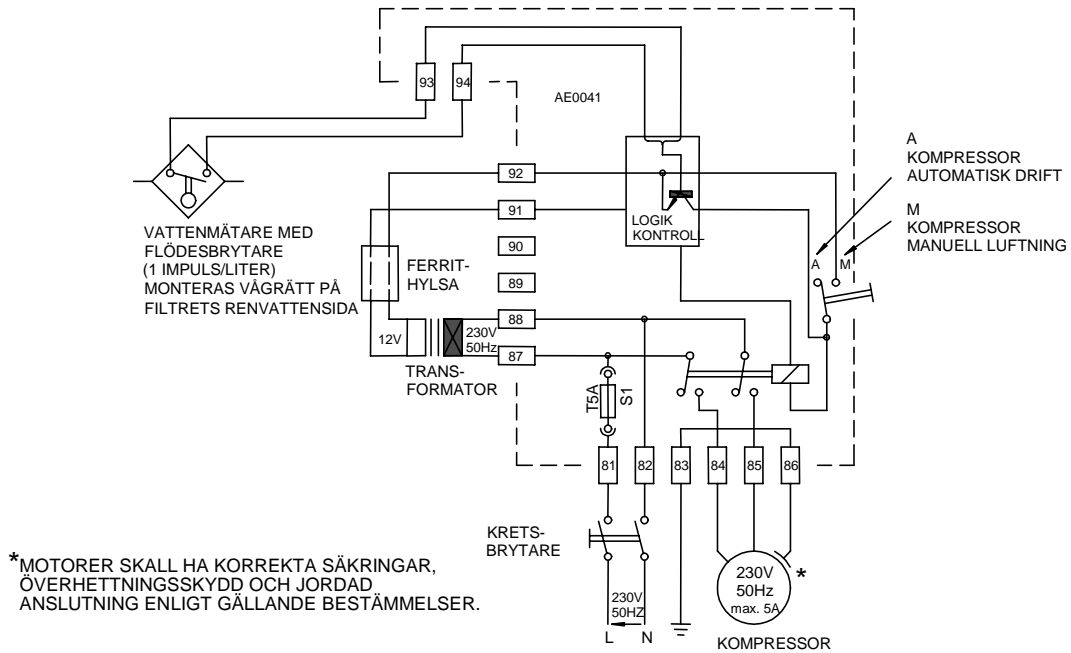 93
94
AE0041
A
KOMPRESSOR
AUTOMATISK DRIFT
M
KOMPRESSOR
MANUELL LUFTNING
92
91
90
89
88
87
LOGIK
KONTROLL
A M
VATTENMÄTARE MED
FLÖDESBRYTARE
(1 IMPULS/LITER)
MONTERAS VÅGRÄTT PÅ
FILTRETS RENVATTENSIDA
FERRIT-
HYLSA
12V
230V
50Hz
TRANS-
FORMATOR
T5A
S1
81
82
83
84
85
86
KRETS-
BRYTARE
230V
50HZ
L N
230V
50Hz
max. 5A
*
KOMPRESSOR
*MOTORER SKALL HA KORREKTA SÄKRINGAR,
ÖVERHETTNINGSSKYDD OCH JORDAD
ANSLUTNING ENLIGT GÄLLANDE BESTÄMMELSER.